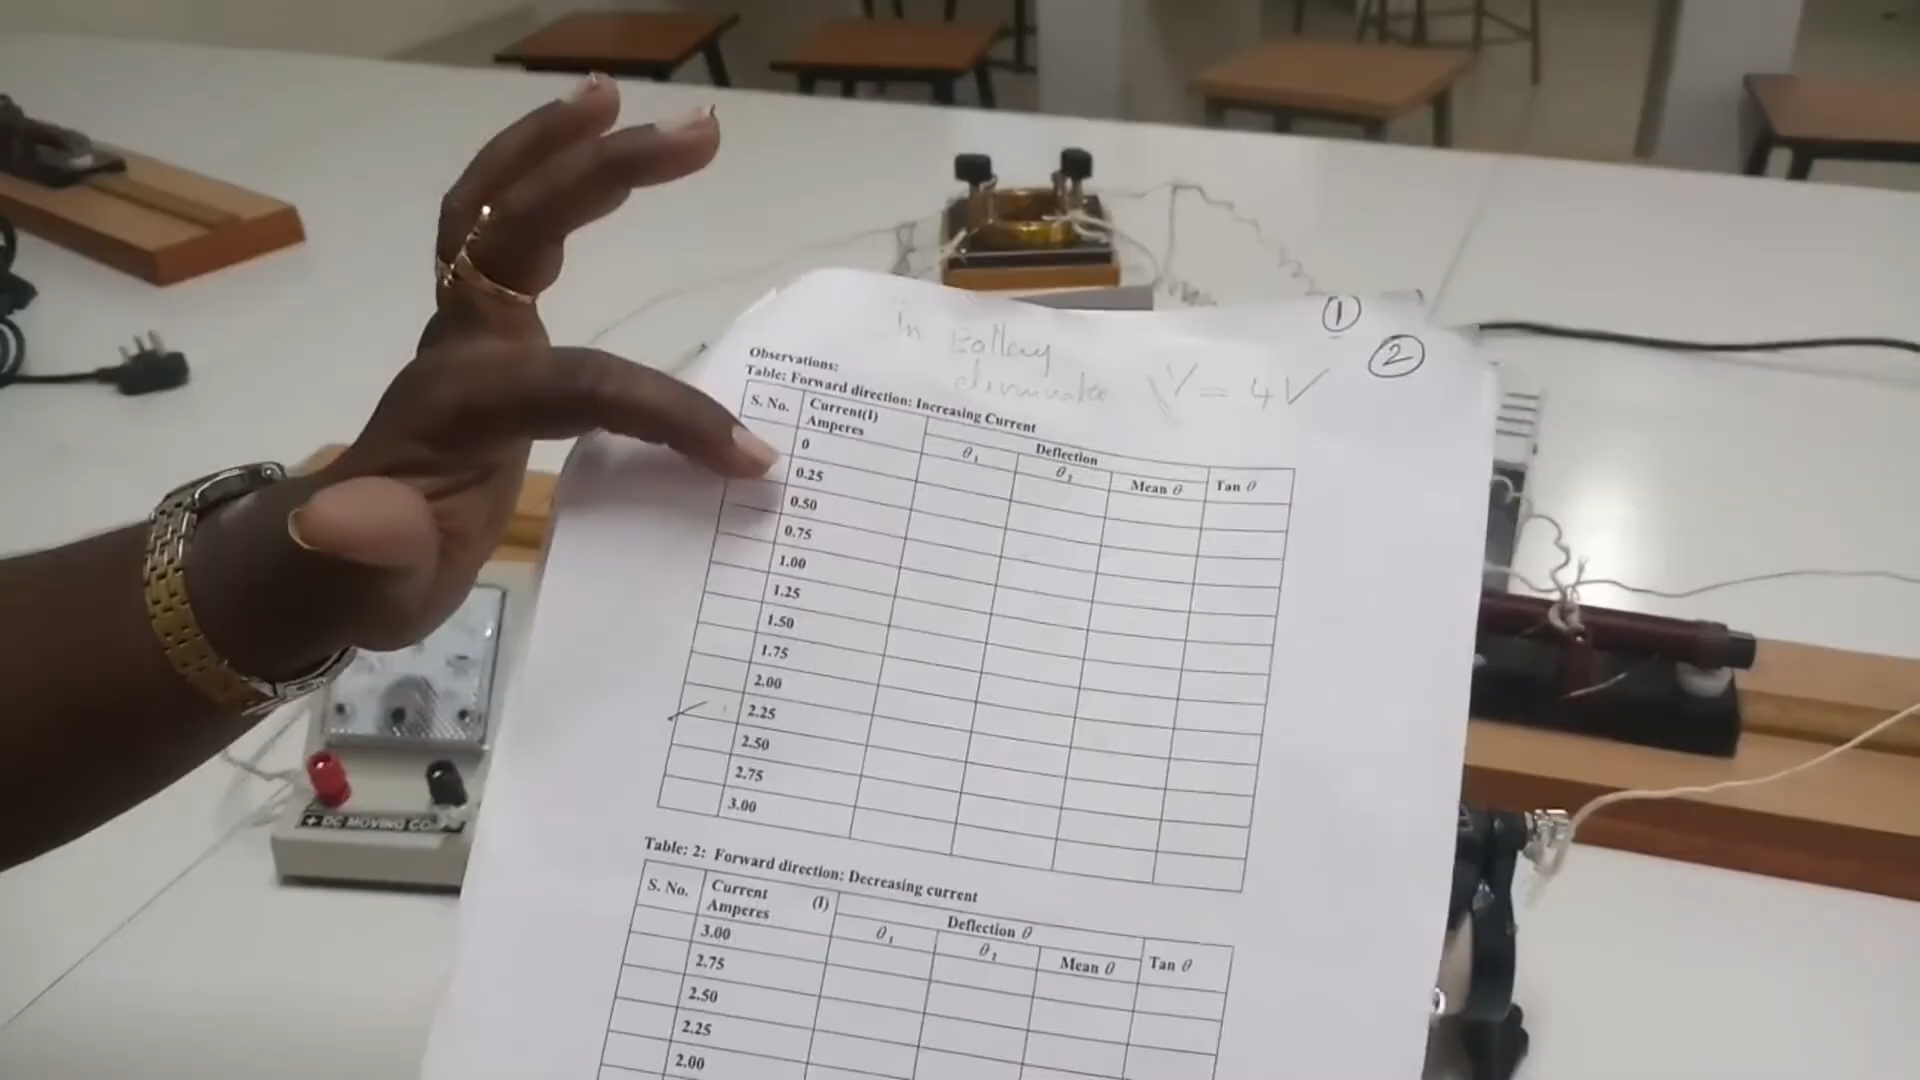 ①
②
In Battery
eliminator V = 4V
Observations:
Table: Forward direction: Increasing Current
S. No. Current(I) Amperes Deflection Tan θ
θ₁ θ₂ Mean θ
0
0.25
0.50
0.75
1.00
1.25
1.50
1.75
2.00
2.25
2.50
2.75
3.00
Table: 2: Forward direction: Decreasing current
S. No. Current (I) Amperes Deflection θ Tan θ
θ₁ θ₂ Mean θ
3.00
2.75
2.50
2.25
2.00
+ DC MOVING CO